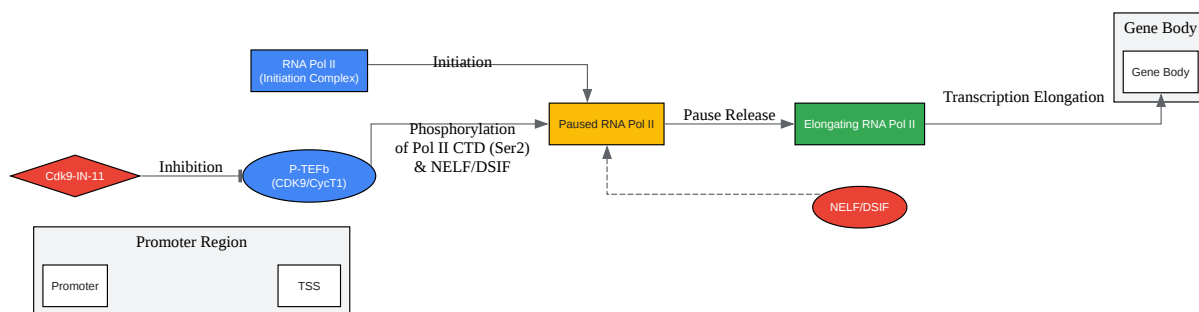 Gene Body
Gene Body
RNA Pol II
(Initiation Complex)
Initiation
Transcription Elongation
Paused RNA Pol II
Pause Release
Elongating RNA Pol II
Phosphorylation
of Pol II CTD (Ser2)
& NELF/DSIF
Cdk9-IN-11
Inhibition
P-TEFb
(CDK9/CycT1)
NELF/DSIF
Promoter Region
Promoter
TSS